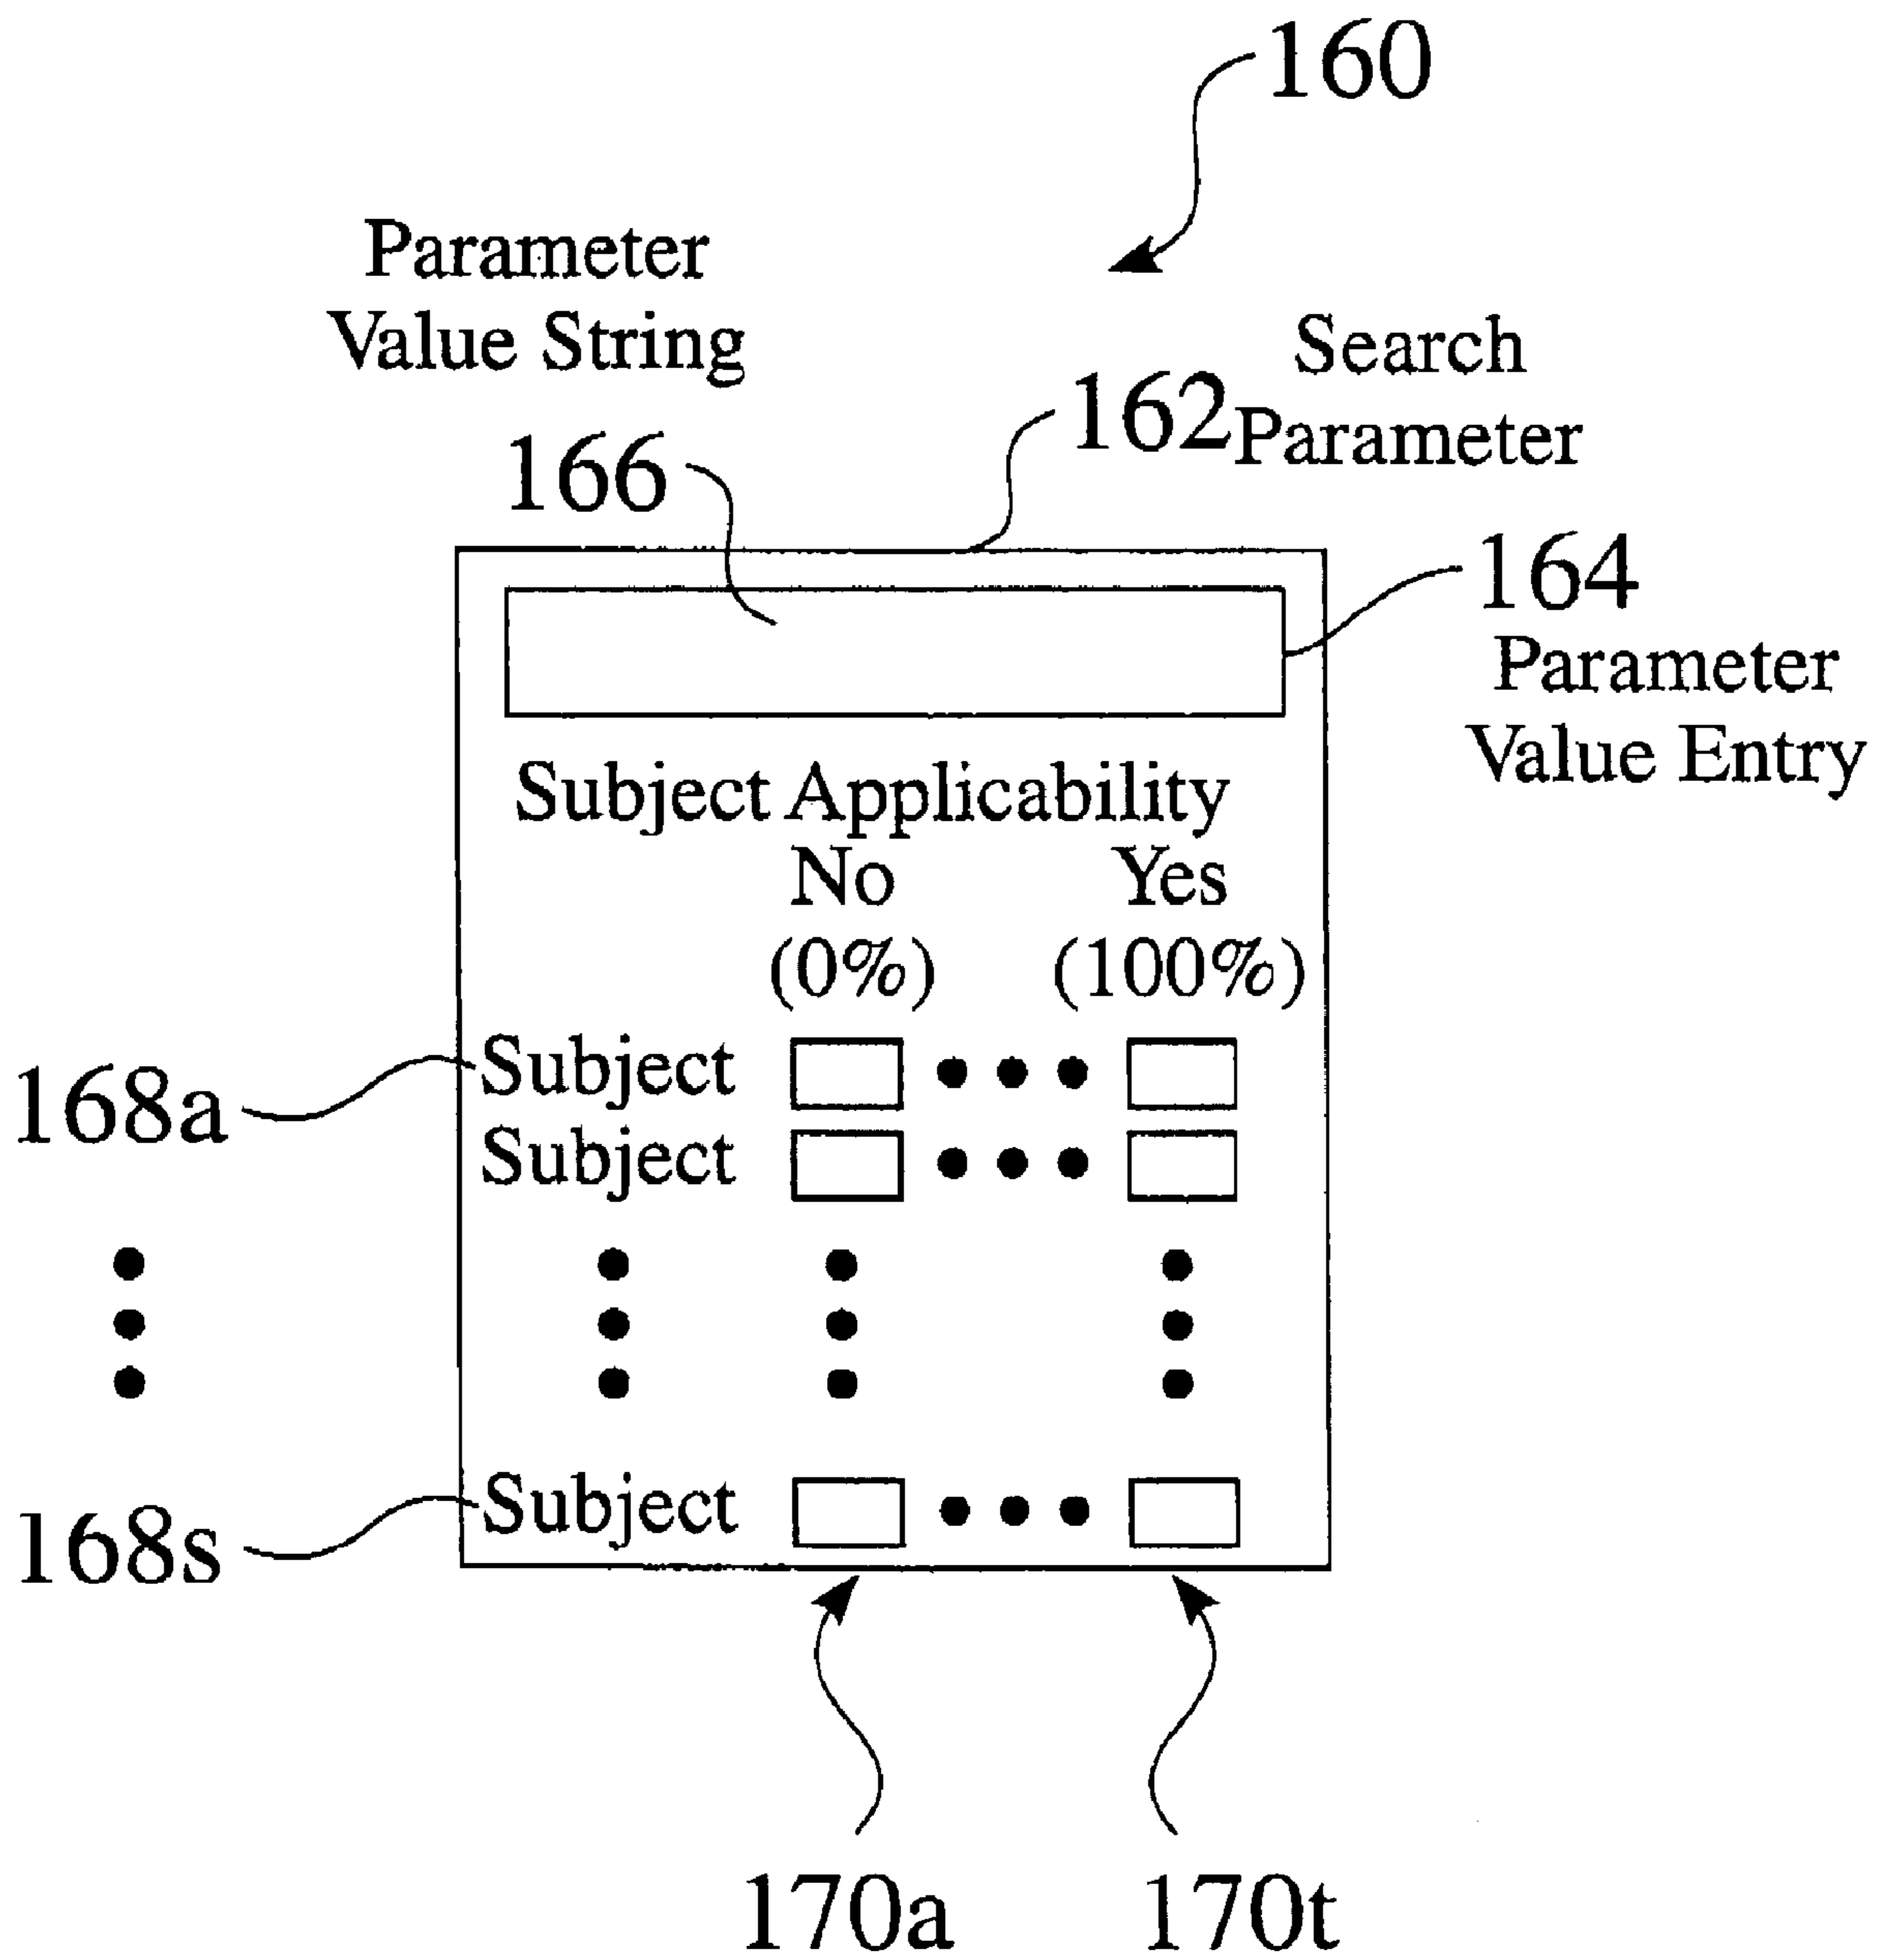 160
Parameter
Value String
Search
162
Parameter
166
164
Parameter
Value Entry
Subject Applicability
No Yes
(0%) (100%)
168a
Subject
Subject
168s
Subject
170a 170t